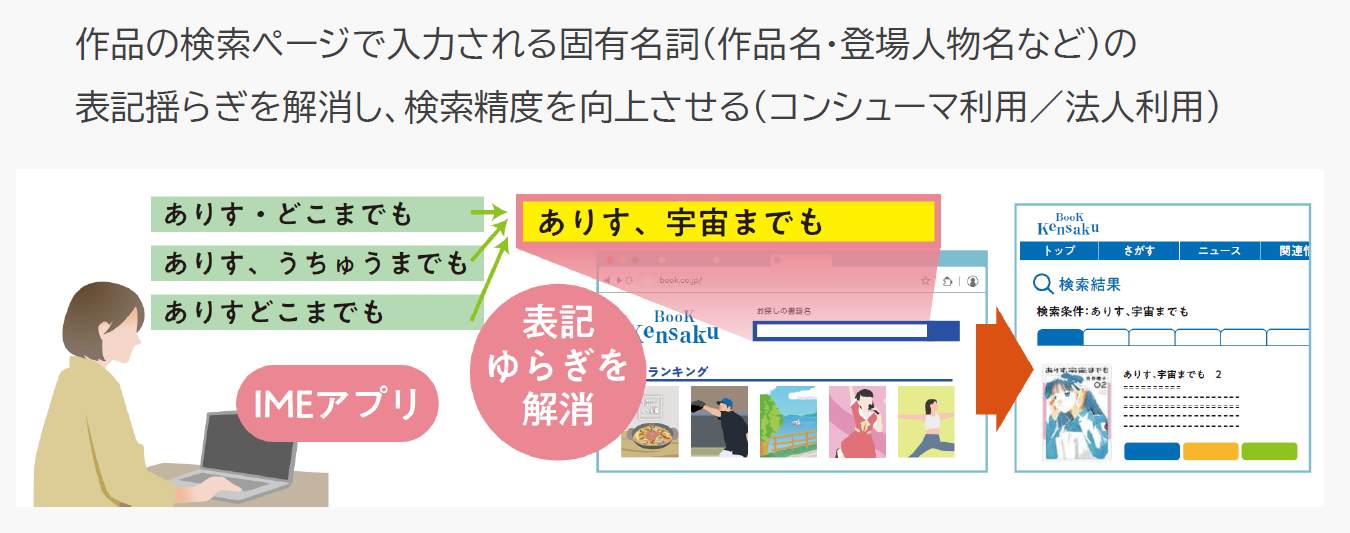 作品の検索ページで入力される固有名詞(作品名・登場人物名など)の
表記揺らぎを解消し、検索精度を向上させる(コンシューマ利用／法人利用)
ありす・どこまでも
ありす、うちゅうまでも
ありすどこまでも
IMEアプリ
ありす、宇宙までも
表記
ゆらぎを
解消
book.co.jp/
BooK
Kensaku
お探しの書籍名
ランキング
BooK
Kensaku
トップ
さがす
ニュース
関連情
検索結果
検索条件：ありす、宇宙までも
ありす、宇宙までも
02
ありす、宇宙までも 2